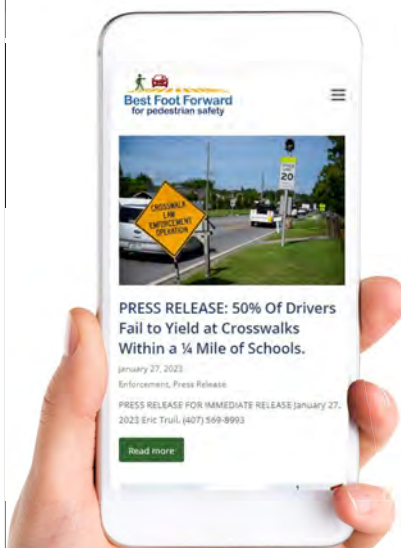 Best Foot Forward
for pedestrian safety
CROSSWALK
LAW
ENFORCEMENT
OPERATION
20
PRESS RELEASE: 50% Of Drivers
Fail to Yield at Crosswalks
Within a ¼ Mile of Schools.
January 27, 2023
Enforcement, Press Release
PRESS RELEASE FOR IMMEDIATE RELEASE January 27,
2023 Eric Trull, (407) 569-8993
Read more